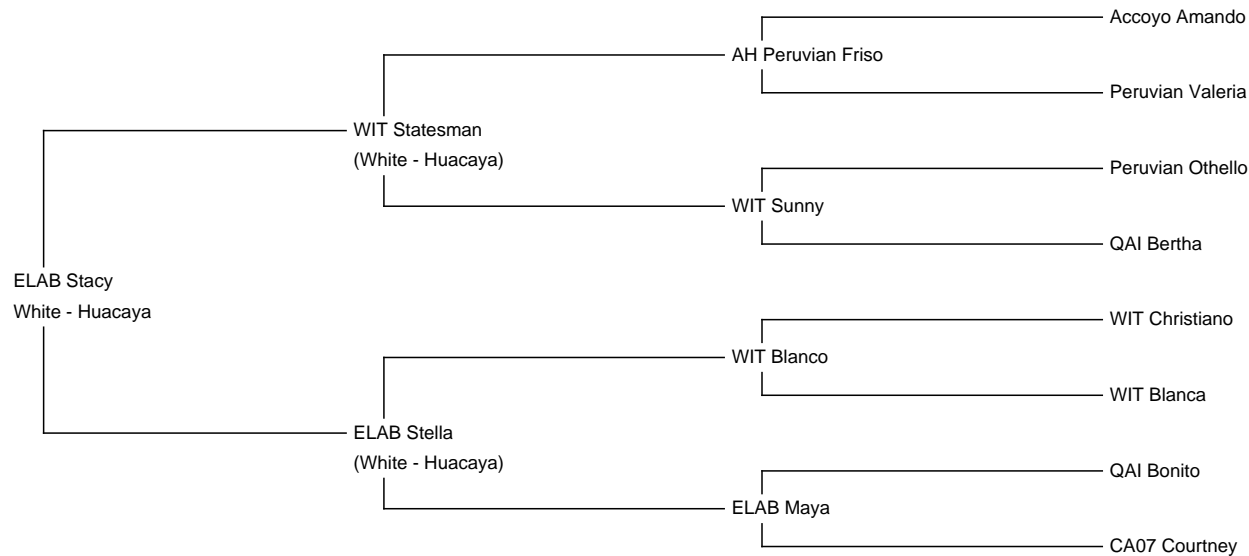 Accoyo Amando
AH Peruvian Friso
Peruvian Valeria
WIT Statesman
(White - Huacaya)
Peruvian Othello
WIT Sunny
QAI Bertha
ELAB Stacy
White - Huacaya
WIT Christiano
WIT Blanco
WIT Blanca
ELAB Stella
(White - Huacaya)
QAI Bonito
ELAB Maya
CA07 Courtney